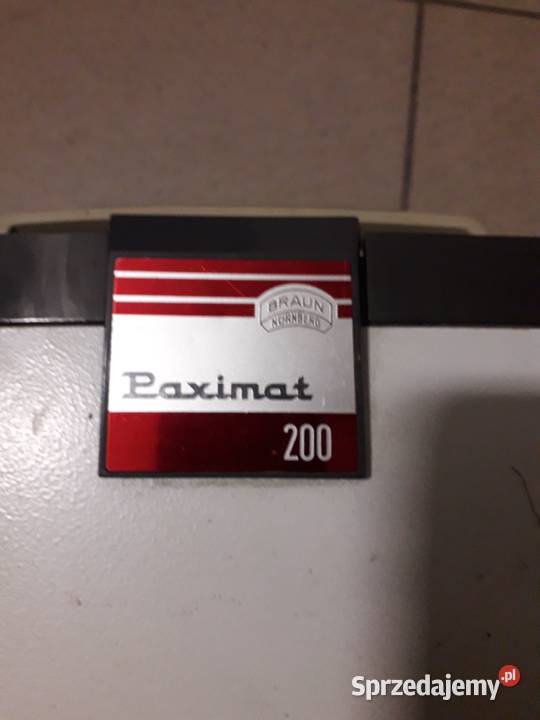 BRAUN
NÜRNBERG
Paximat
200
Sprzedajemy.pl